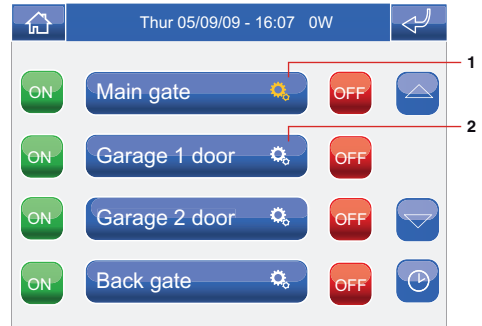 Thur 05/09/09 - 16:07 0W
1
ON Main gate OFF
2
ON Garage 1 door OFF
ON Garage 2 door OFF
ON Back gate OFF